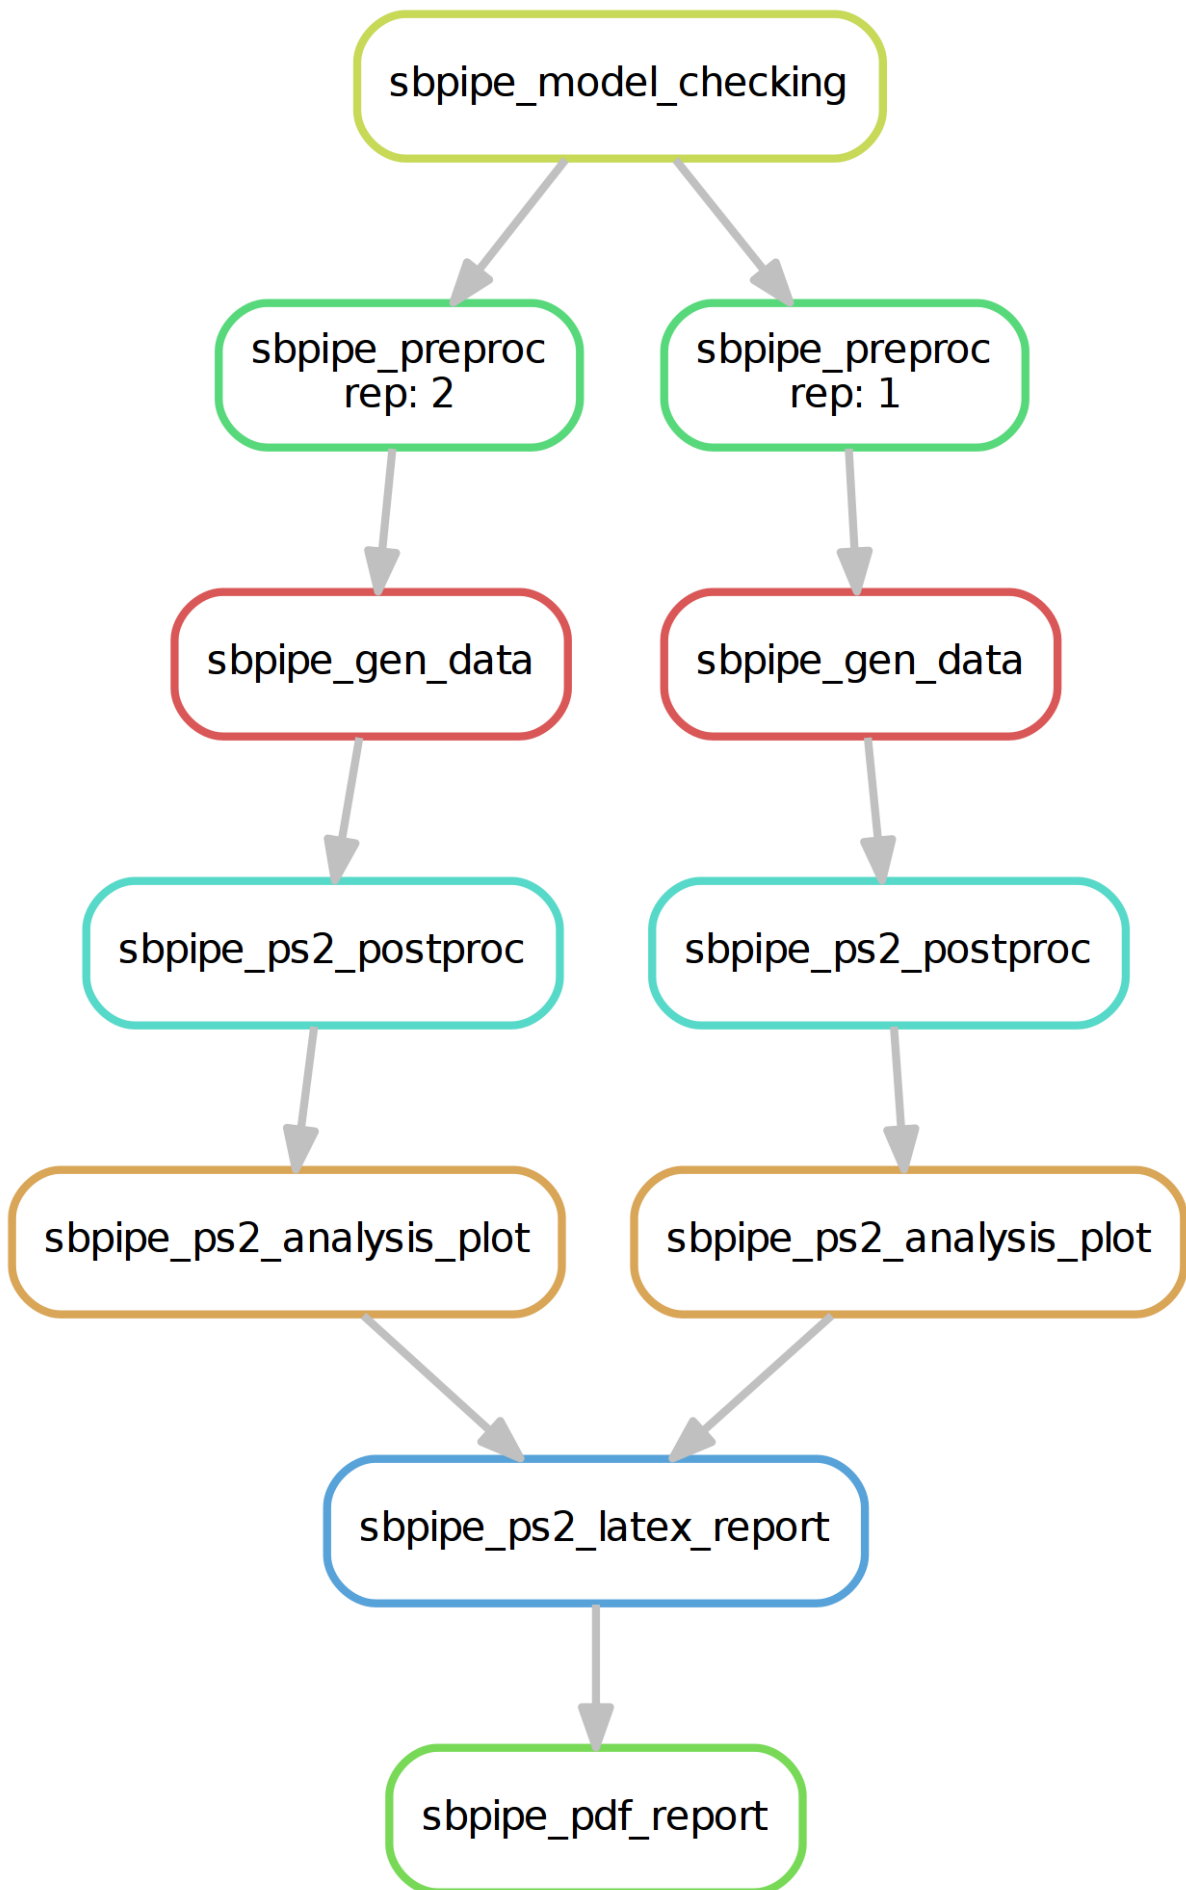 sbpipe_model_checking
sbpipe_preproc
rep: 2
sbpipe_preproc
rep: 1
sbpipe_gen_data
sbpipe_gen_data
sbpipe_ps2_postproc
sbpipe_ps2_postproc
sbpipe_ps2_analysis_plot
sbpipe_ps2_analysis_plot
sbpipe_ps2_latex_report
sbpipe_pdf_report